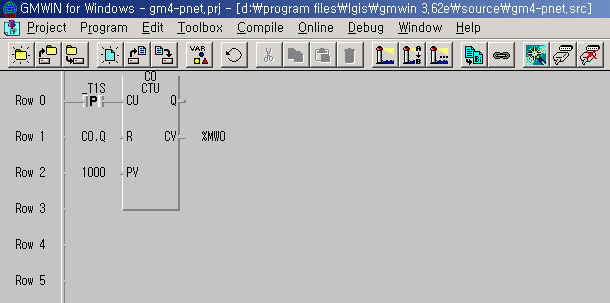 GMWIN for Windows - gm4-pnet.prj - [d:₩program files₩lgis₩gmwin 3,62e₩source₩gm4-pnet.src]
Project Program Edit Toolbox Compile Online Debug Window Help
VAR
C0
_T1S CTU
Row 0 P CU Q
Row 1 C0.Q R CV %MW0
Row 2 1000 PV
Row 3
Row 4
Row 5